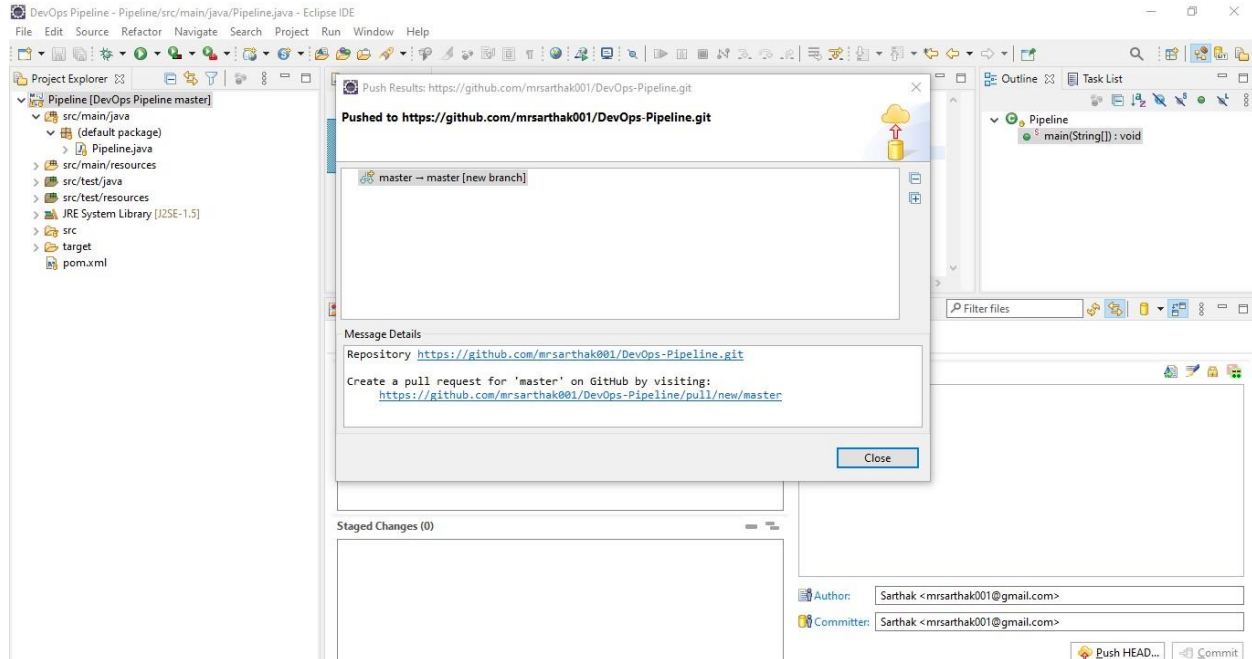 DevOps Pipeline - Pipeline/src/main/java/Pipeline.java - Eclipse IDE
File Edit Source Refactor Navigate Search Project Run Window Help
Project Explorer
Pipeline [DevOps Pipeline master]
src/main/java
(default package)
Pipeline.java
src/main/resources
src/test/java
src/test/resources
JRE System Library [J2SE-1.5]
src
target
pom.xml
Push Results: https://github.com/mrsarthak001/DevOps-Pipeline.git
Pushed to https://github.com/mrsarthak001/DevOps-Pipeline.git
master → master [new branch]
Message Details
Repository https://github.com/mrsarthak001/DevOps-Pipeline.git
Create a pull request for 'master' on GitHub by visiting:
https://github.com/mrsarthak001/DevOps-Pipeline/pull/new/master
Close
Outline Task List
Pipeline
main(String[]) : void
Filter files
Staged Changes (0)
Author: Sarthak <mrsarthak001@gmail.com>
Committer: Sarthak <mrsarthak001@gmail.com>
Push HEAD... Commit